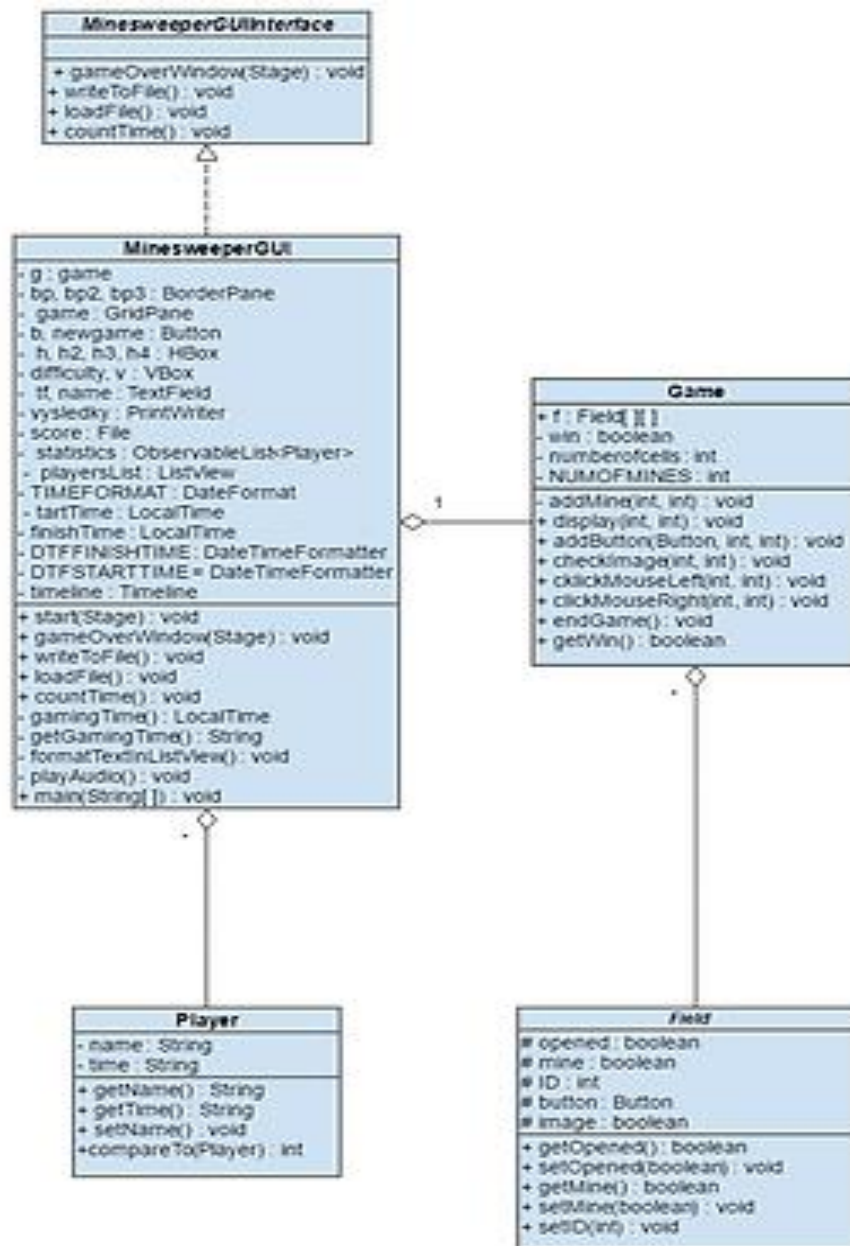 MinesweeperGUIInterface
+ gameOverWindow(Stage) : void
+ writeToFile() : void
+ loadFile() : void
+ countTime() : void
MinesweeperGUI
- g : game
- bp, bp2, bp3 : BorderPane
- game : GridPane
- b, newgame : Button
- h, h2, h3, h4 : HBox
- difficulty, v : VBox
- tf, name : TextField
- vysledky : PrintWriter
- score : File
- statistics : ObservableList<Player>
- playersList : ListView
- TIMEFORMAT : DateFormat
- tartTime : LocalTime
- finishTime : LocalTime
- DTFFINISHTIME : DateTimeFormatter
- DTFSTARTTIME = DateTimeFormatter
- timeline : Timeline
+ start(Stage) : void
+ gameOverWindow(Stage) : void
+ writeToFile() : void
+ loadFile() : void
+ countTime() : void
- gamingTime() : LocalTime
- getGamingTime() : String
- formatTextInListView() : void
- playAudio() : void
+ main(String[ ]) : void
1
Game
+ f : Field[ ][ ]
- win : boolean
- numberofcells : int
- NUMOFMINES : int
- addMine(int, int) : void
+ display(int, int) : void
+ addButton(Button, int, int) : void
+ checkImage(int, int) : void
+ cklickMouseLeft(int, int) : void
+ clickMouseRight(int, int) : void
+ endGame() : void
+ getWin() : boolean
*
*
Player
- name : String
- time : String
+ getName() : String
+ getTime() : String
+ setName() : void
+compareTo(Player) : int
Field
# opened : boolean
# mine : boolean
# ID : int
# button : Button
# image : boolean
+ getOpened() : boolean
+ setOpened(boolean) : void
+ getMine() : boolean
+ setMine(boolean) : void
+ setID(int) : void